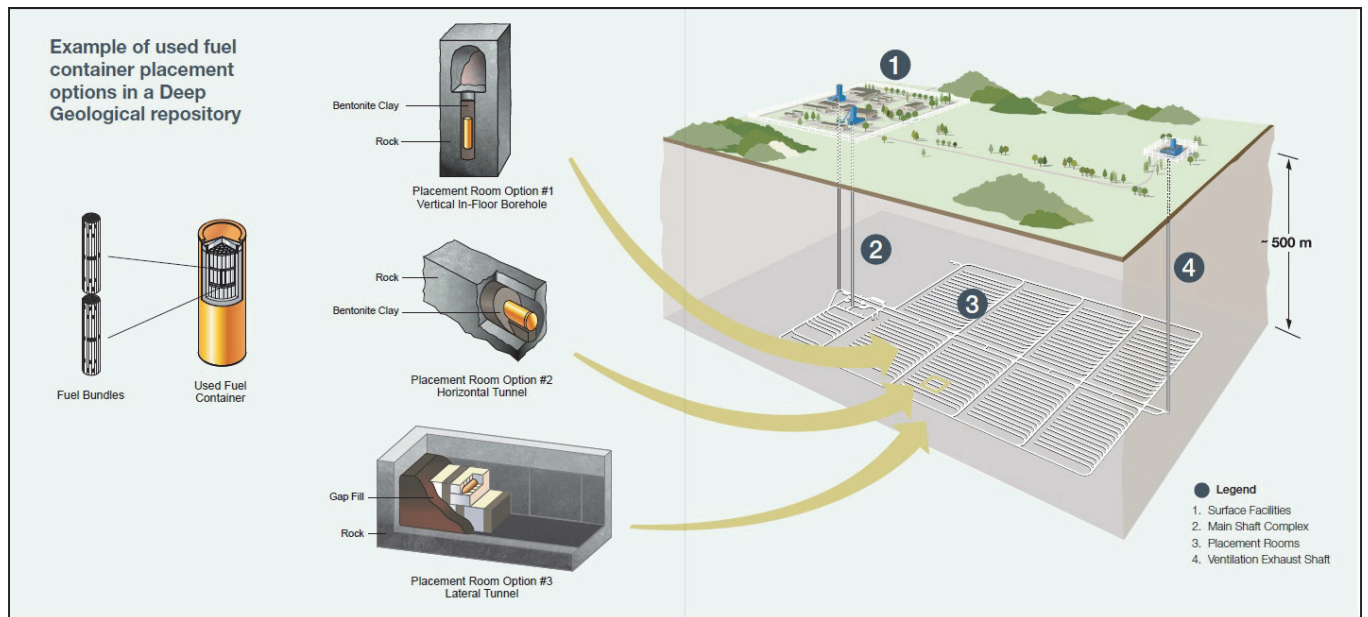 Example of used fuel
container placement
options in a Deep
Geological repository
Fuel Bundles
Used Fuel
Container
Bentonite Clay
Rock
Placement Room Option #1
Vertical In-Floor Borehole
Rock
Bentonite Clay
Placement Room Option #2
Horizontal Tunnel
Gap Fill
Rock
Placement Room Option #3
Lateral Tunnel
1
2
3
4
~ 500 m
Legend
1. Surface Facilities
2. Main Shaft Complex
3. Placement Rooms
4. Ventilation Exhaust Shaft